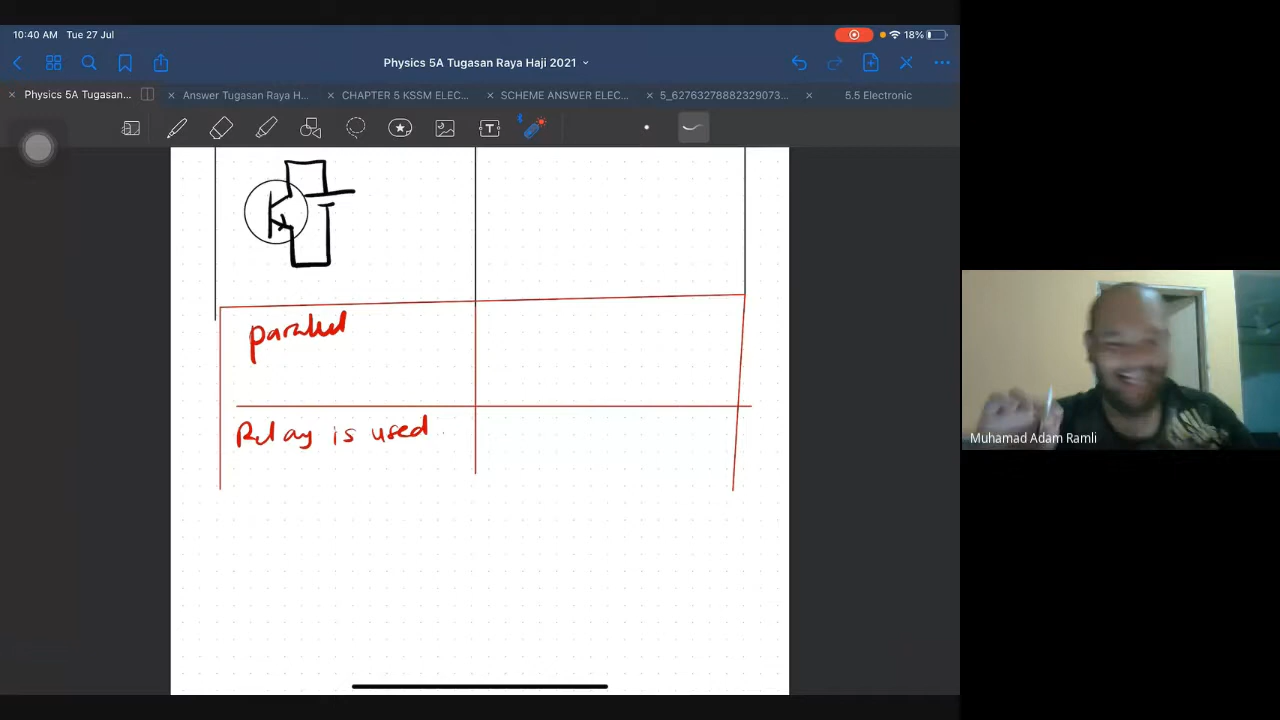 10:40 AM Tue 27 Jul
18%
Physics 5A Tugasan Raya Haji 2021
Physics 5A Tugasan...
Answer Tugasan Raya H...
CHAPTER 5 KSSM ELEC...
SCHEME ANSWER ELEC...
5_62763278882329073...
5.5 Electronic
parallel
Relay is used
Muhamad Adam Ramli